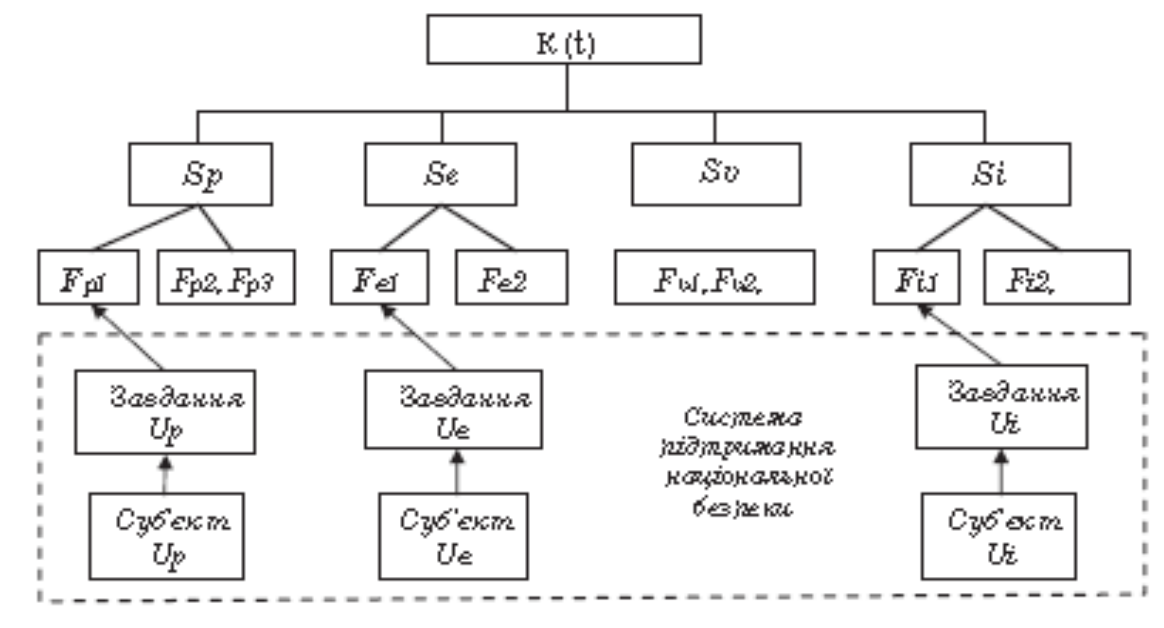 K (t)
Sp
Se
Sv
Si
Fp1
Fp2, Fp3
Fe1
Fe2
Fv1, Fv2,
Fi1
Fi2,
Завдання
Up
Завдання
Ue
Система
підтримання
національної
безпеки
Завдання
Ui
Суб'єкт
Up
Суб'єкт
Ue
Суб'єкт
Ui